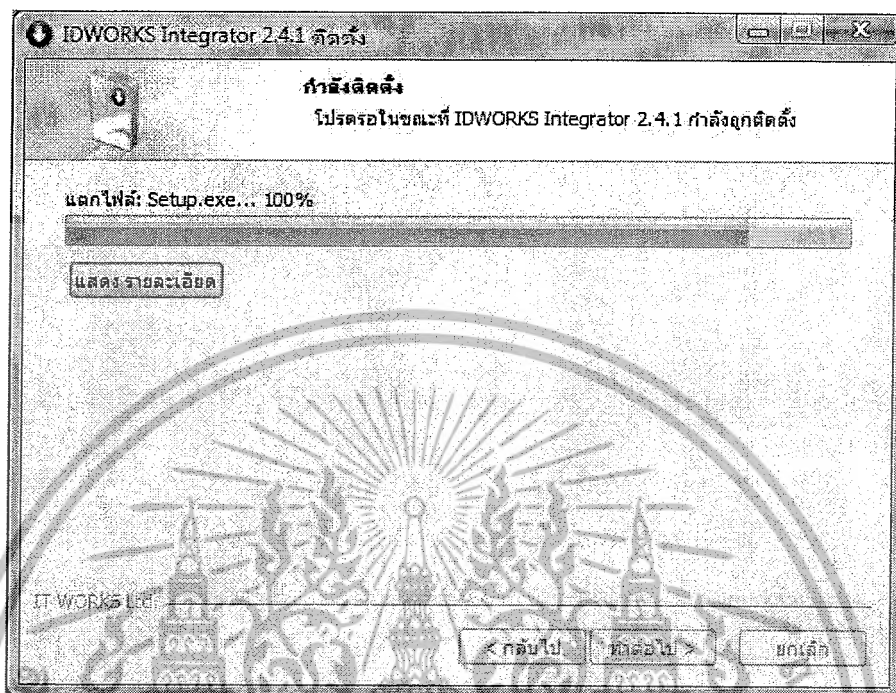 IDWORKS Integrator 2.4.1 ติดตั้ง
กำลังติดตั้ง
โปรดรอในขณะที่ IDWORKS Integrator 2.4.1 กำลังถูกติดตั้ง
แตกไฟล์: Setup.exe... 100%
แสดง รายละเอียด
IT WORKS Ltd.
< กลับไป
ทำต่อไป >
ยกเลิก